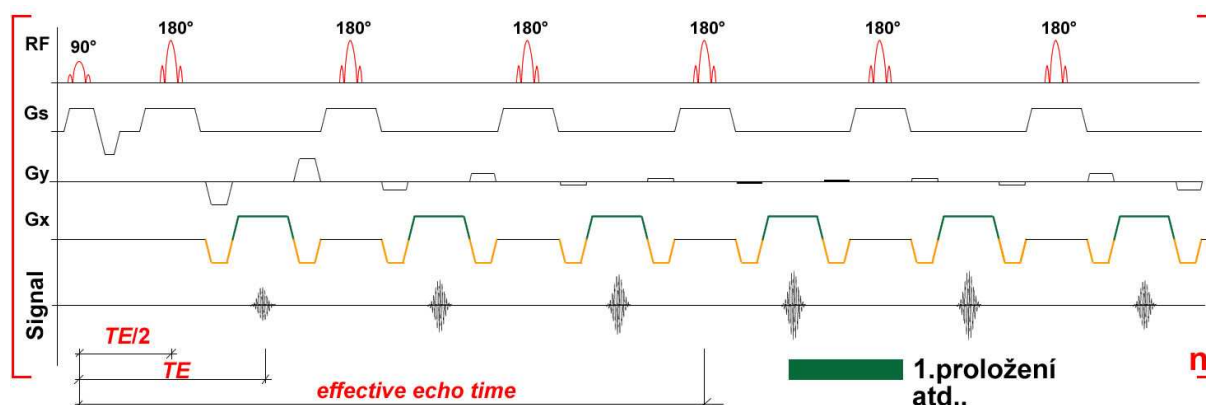 180° 180° 180° 180° 180° 180°
RF 90°
Gs
Gy
Gx
Signal
TE/2
TE
effective echo time
1.proložení
atd..
n